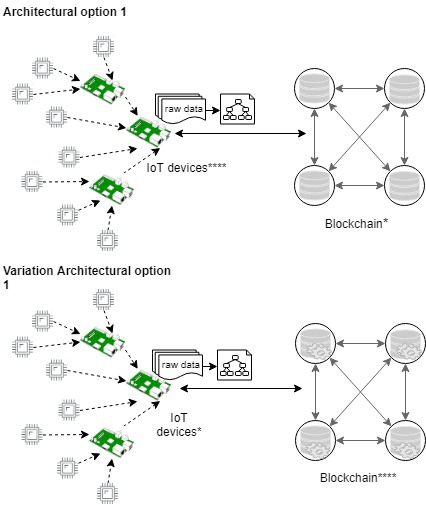 Architectural option 1
raw data
IoT devices****
Blockchain*
Variation Architectural option
1
raw data
IoT
devices*
Blockchain****